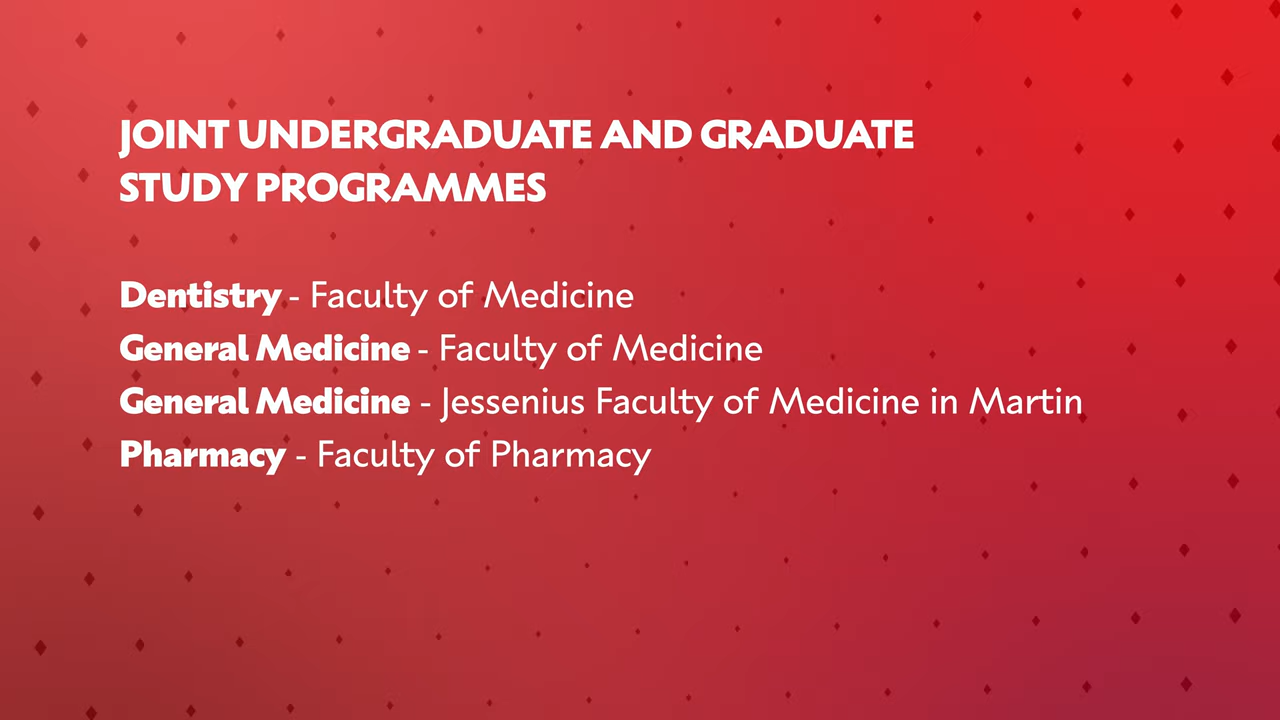 JOINT UNDERGRADUATE AND GRADUATE
STUDY PROGRAMMES
Dentistry - Faculty of Medicine
General Medicine - Faculty of Medicine
General Medicine - Jessenius Faculty of Medicine in Martin
Pharmacy - Faculty of Pharmacy